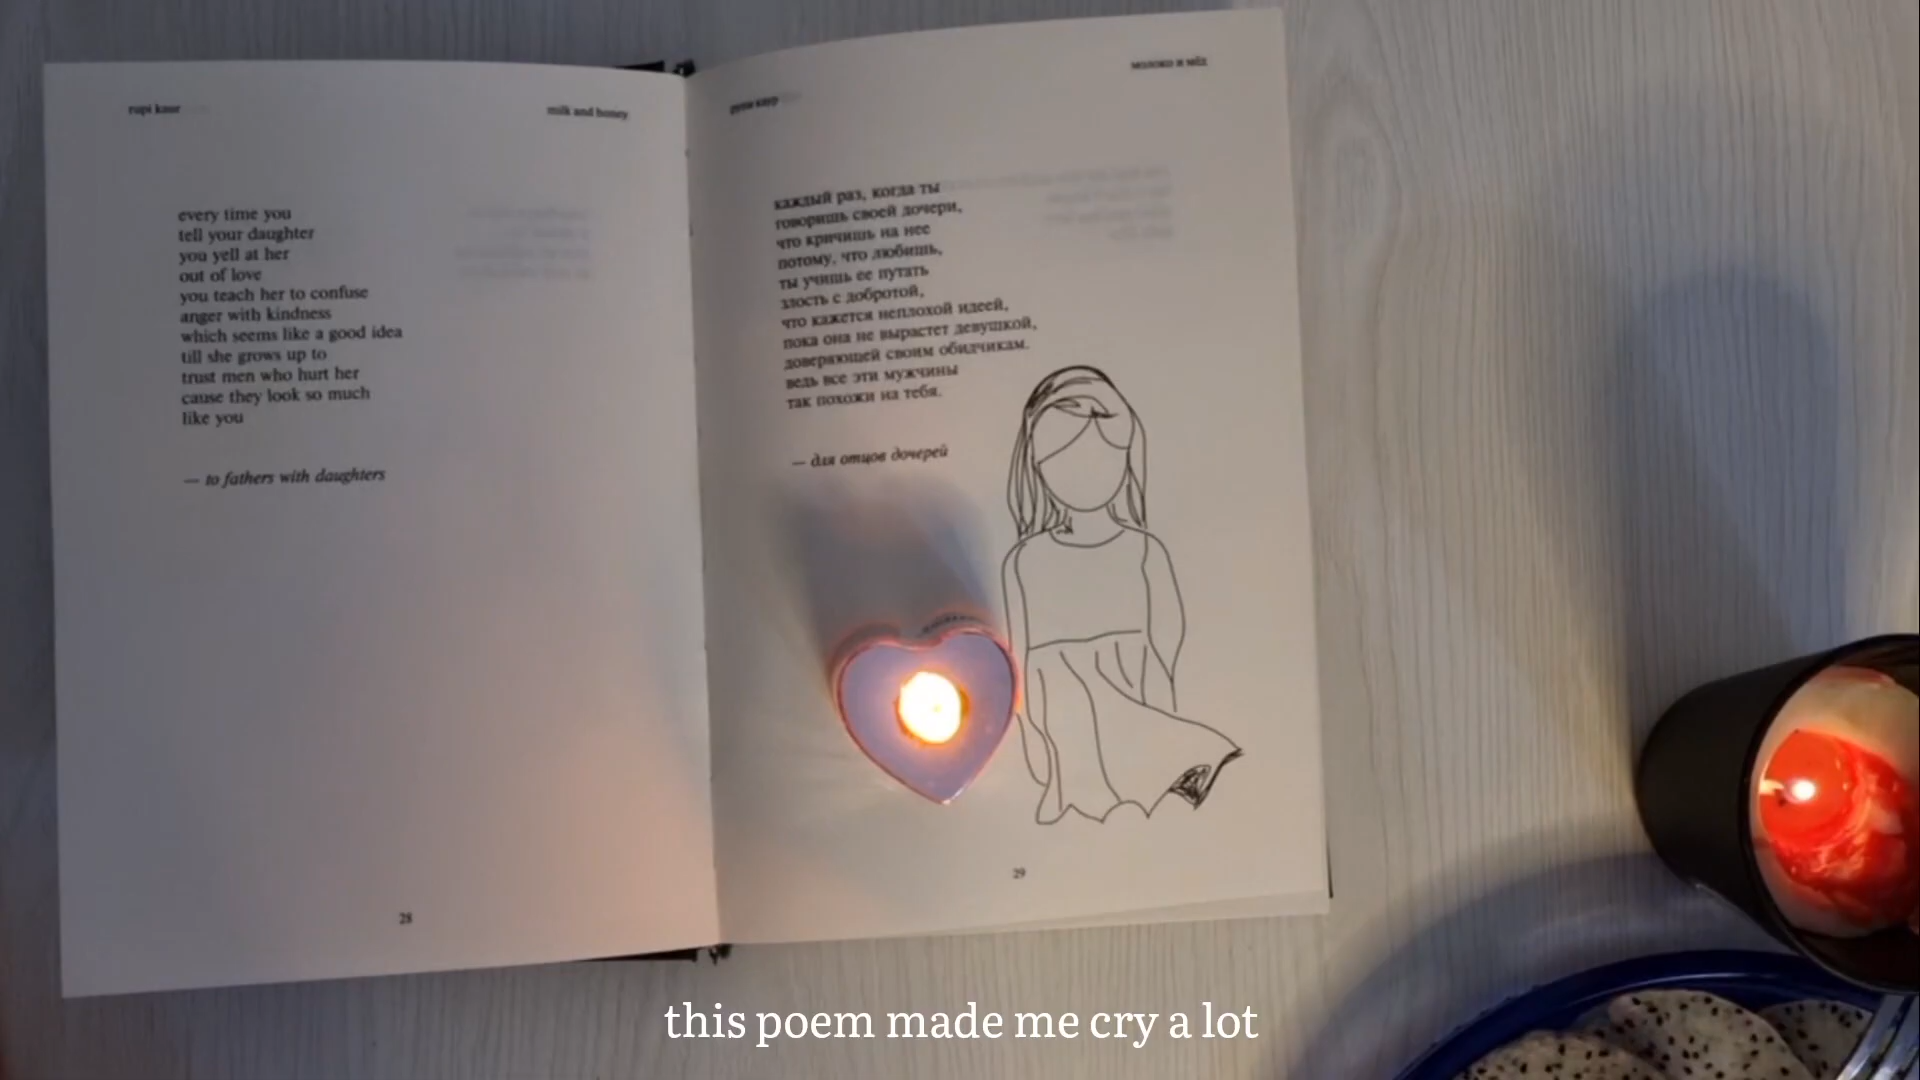 rupi kaur
milk and honey
every time you
tell your daughter
you yell at her
out of love
you teach her to confuse
anger with kindness
which seems like a good idea
till she grows up to
trust men who hurt her
cause they look so much
like you
— to fathers with daughters
28
рупи каур
молоко и мёд
каждый раз, когда ты
говоришь своей дочери,
что кричишь на нее
потому, что любишь,
ты учишь ее путать
злость с добротой,
что кажется неплохой идеей,
пока она не вырастет девушкой,
доверяющей своим обидчикам.
ведь все эти мужчины
так похожи на тебя.
— для отцов дочерей
29
this poem made me cry a lot